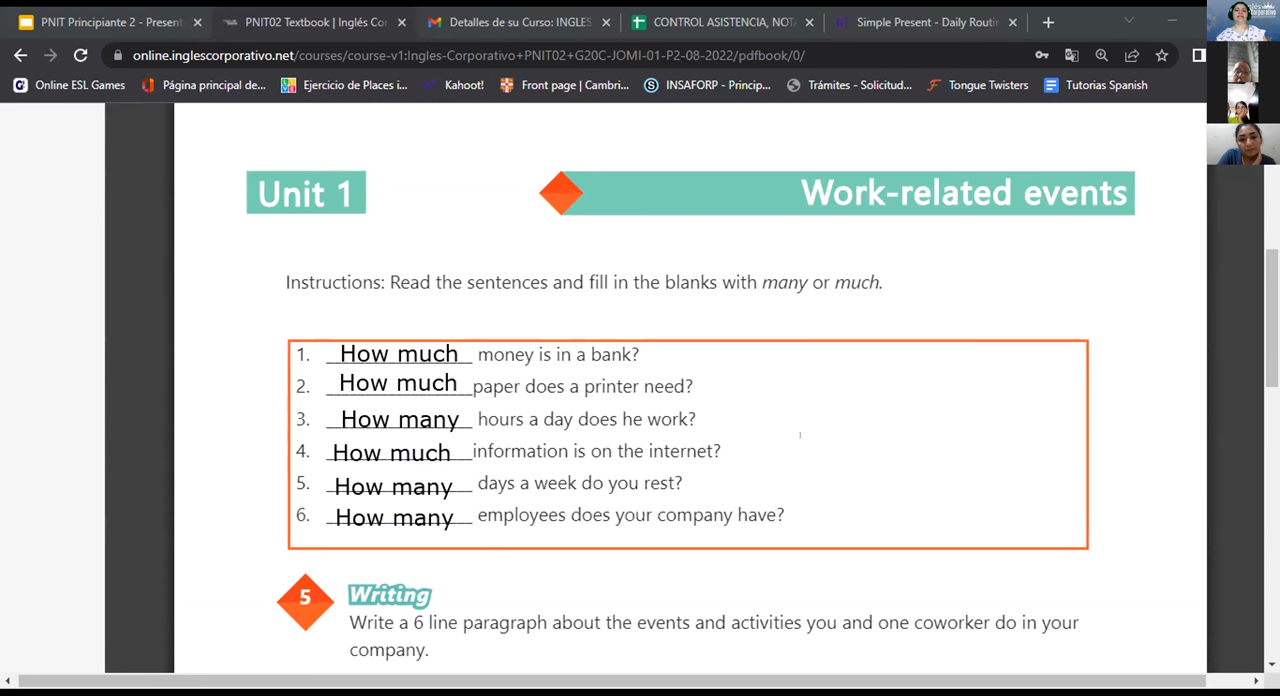 PNIT Principiante 2 - Present
PNIT02 Textbook | Inglés Cor
Detalles de su Curso: INGLES
CONTROL ASISTENCIA, NOTA
Simple Present - Daily Routin
online.inglescorporativo.net/courses/course-v1:Ingles-Corporativo+PNIT02+G20C-JOMI-01-P2-08-2022/pdfbook/0/
Online ESL Games
Página principal de...
Ejercicio de Places i...
Kahoot!
Front page | Cambri...
INSAFORP - Princip...
Trámites - Solicitud...
Tongue Twisters
Tutorias Spanish
Unit 1
Work-related events
Instructions: Read the sentences and fill in the blanks with many or much.
1. How much money is in a bank?
2. How much paper does a printer need?
3. How many hours a day does he work?
4. How much information is on the internet?
5. How many days a week do you rest?
6. How many employees does your company have?
5 Writing
Write a 6 line paragraph about the events and activities you and one coworker do in your
company.